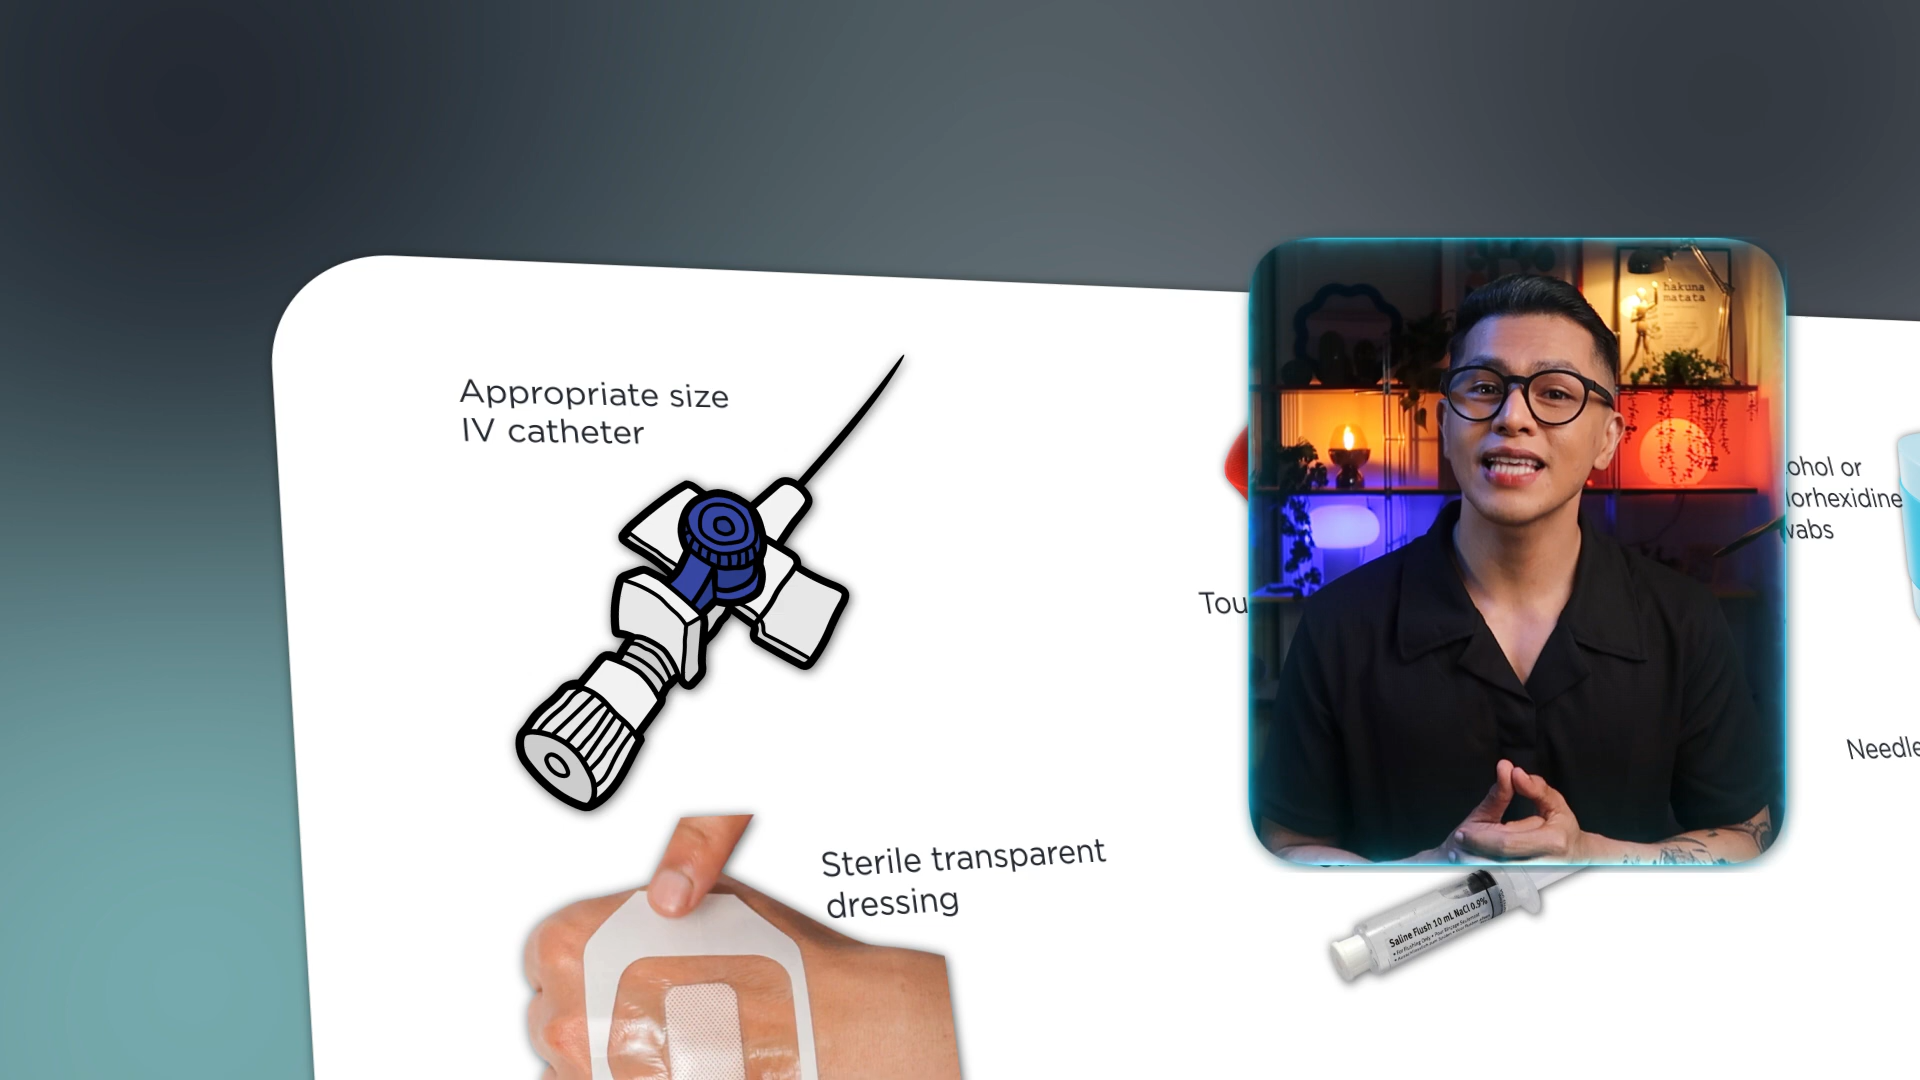 Appropriate size
IV catheter
hakuna
matata
ohol or
lorhexidine
vabs
Tou
Needle
Sterile transparent
dressing
Saline Flush 10 mL NaCl 0.9%